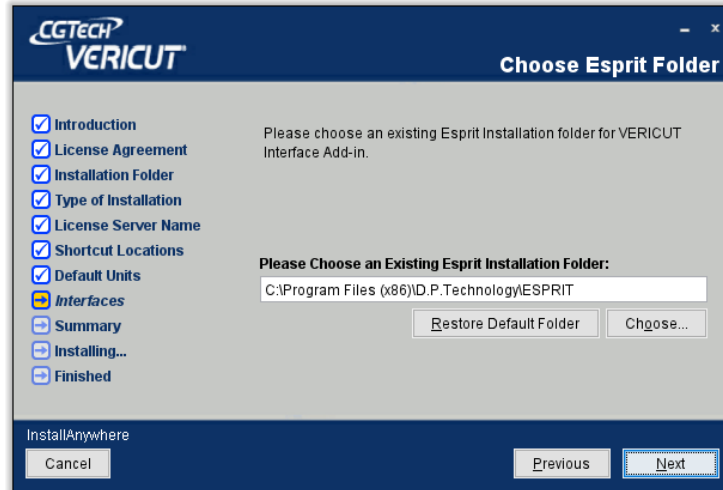 CGTECH
VERICUT
Choose Esprit Folder
Introduction
License Agreement
Installation Folder
Type of Installation
License Server Name
Shortcut Locations
Default Units
Interfaces
Summary
Installing...
Finished
Please choose an existing Esprit Installation folder for VERICUT
Interface Add-in.
Please Choose an Existing Esprit Installation Folder:
C:\Program Files (x86)\D.P.Technology\ESPRIT
Restore Default Folder
Choose...
InstallAnywhere
Cancel
Previous
Next